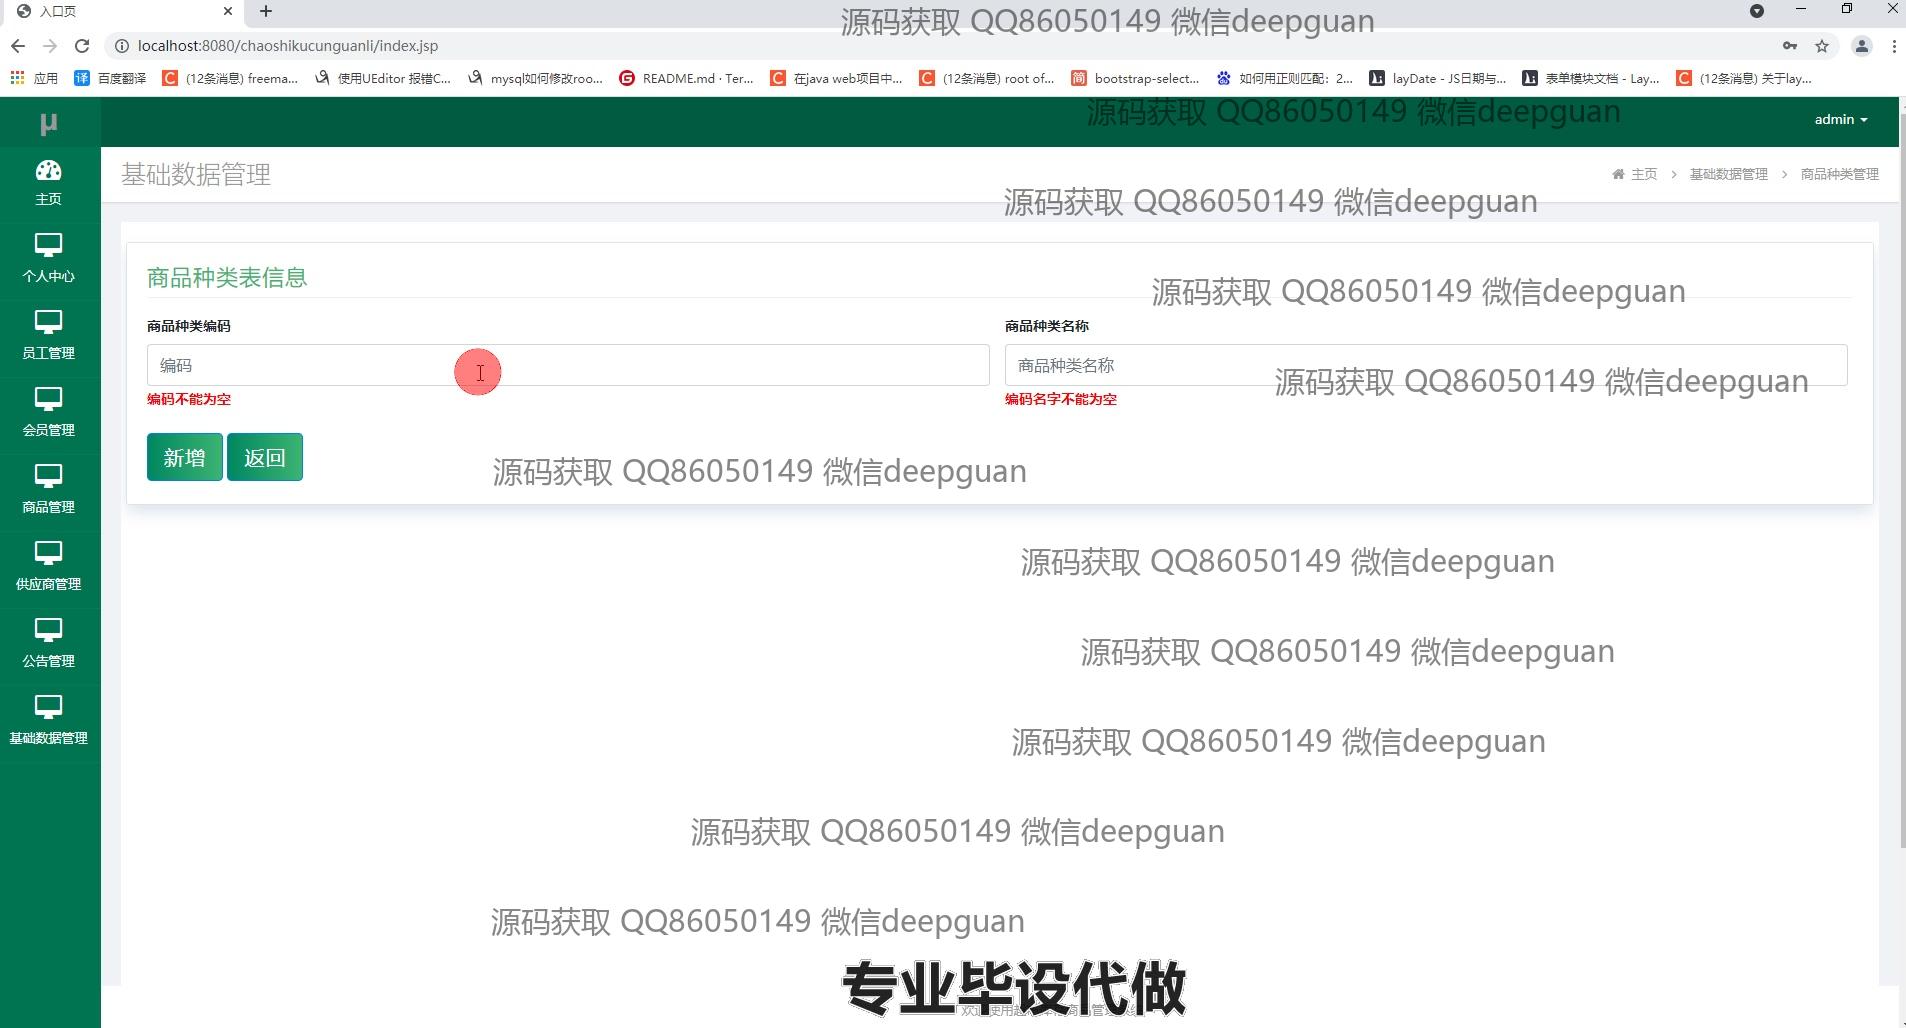 入口页
源码获取 QQ86050149 微信deepguan
localhost:8080/chaoshikucunguanli/index.jsp
应用
百度翻译
(12条消息) freema...
使用UEditor 报错C...
mysql如何修改roo...
README.md · Ter...
在java web项目中...
(12条消息) root of...
bootstrap-select...
如何用正则匹配：2...
layDate - JS日期与...
表单模块文档 - Lay...
(12条消息) 关于lay...
μ
源码获取 QQ86050149 微信deepguan
admin
主页
基础数据管理
主页 > 基础数据管理 > 商品种类管理
源码获取 QQ86050149 微信deepguan
个人中心
商品种类表信息
源码获取 QQ86050149 微信deepguan
员工管理
商品种类编码
商品种类名称
编码
商品种类名称
源码获取 QQ86050149 微信deepguan
编码不能为空
编码名字不能为空
会员管理
新增
返回
源码获取 QQ86050149 微信deepguan
商品管理
源码获取 QQ86050149 微信deepguan
供应商管理
源码获取 QQ86050149 微信deepguan
公告管理
源码获取 QQ86050149 微信deepguan
基础数据管理
源码获取 QQ86050149 微信deepguan
源码获取 QQ86050149 微信deepguan
专业毕设代做